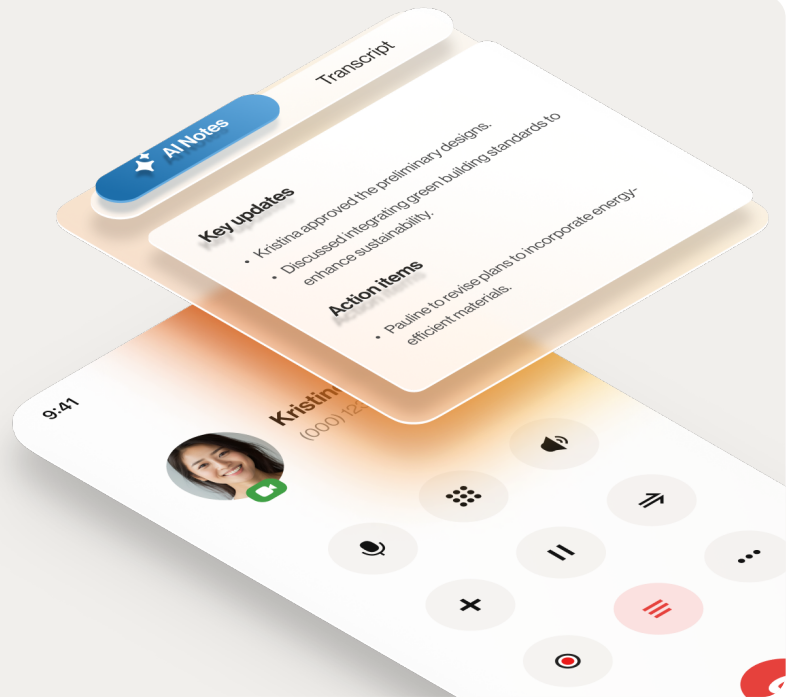 AI Notes
Transcript
Key updates
• Kristina approved the preliminary designs.
• Discussed integrating green building standards to
enhance sustainability.
Action items
• Pauline to revise plans to incorporate energy-
efficient materials.
9:41
(000)